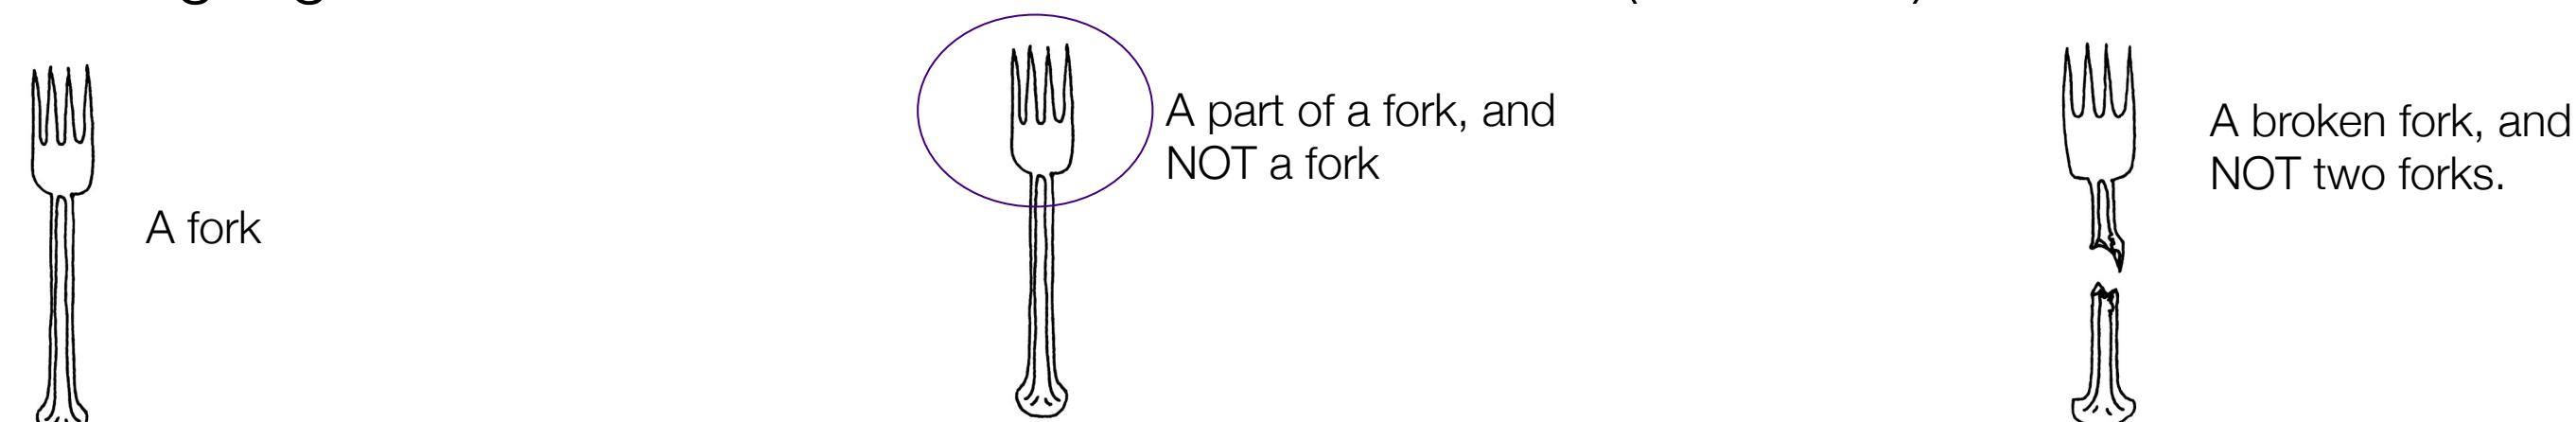 A fork
A part of a fork, and
NOT a fork
A broken fork, and
NOT two forks.